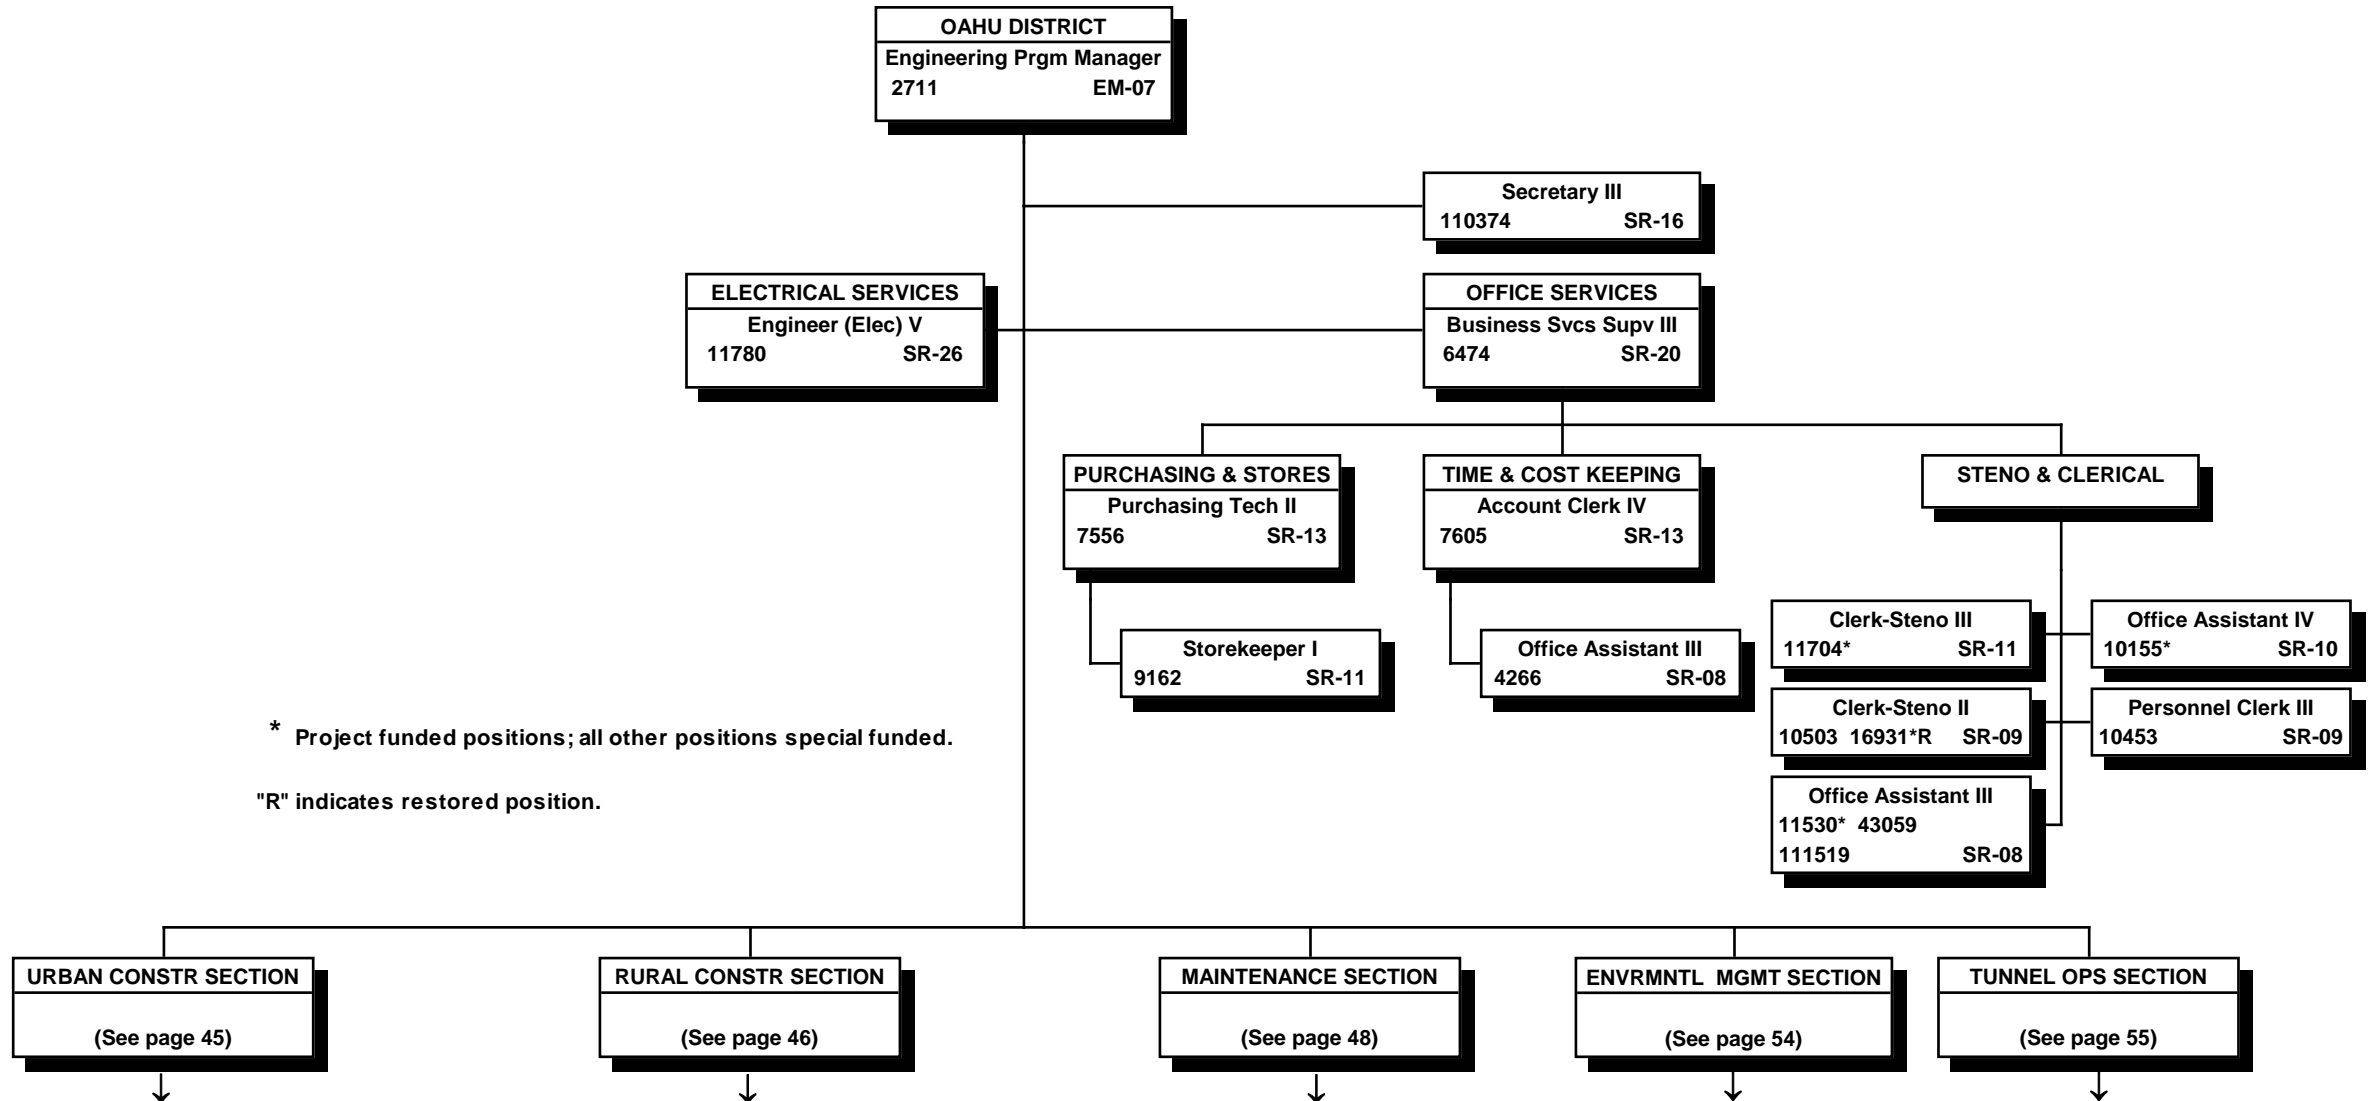 OAHU DISTRICT
Engineering Prgm Manager
2711 EM-07
Secretary III
110374 SR-16
ELECTRICAL SERVICES
Engineer (Elec) V
11780 SR-26
OFFICE SERVICES
Business Svcs Supv III
6474 SR-20
PURCHASING & STORES
Purchasing Tech II
7556 SR-13
TIME & COST KEEPING
Account Clerk IV
7605 SR-13
STENO & CLERICAL
Storekeeper I
9162 SR-11
Office Assistant III
4266 SR-08
Clerk-Steno III
11704* SR-11
Office Assistant IV
10155* SR-10
Clerk-Steno II
10503 16931*R SR-09
Personnel Clerk III
10453 SR-09
Office Assistant III
11530* 43059
111519 SR-08
* Project funded positions; all other positions special funded.
"R" indicates restored position.
URBAN CONSTR SECTION
(See page 45)
RURAL CONSTR SECTION
(See page 46)
MAINTENANCE SECTION
(See page 48)
ENVRMNTL MGMT SECTION
(See page 54)
TUNNEL OPS SECTION
(See page 55)